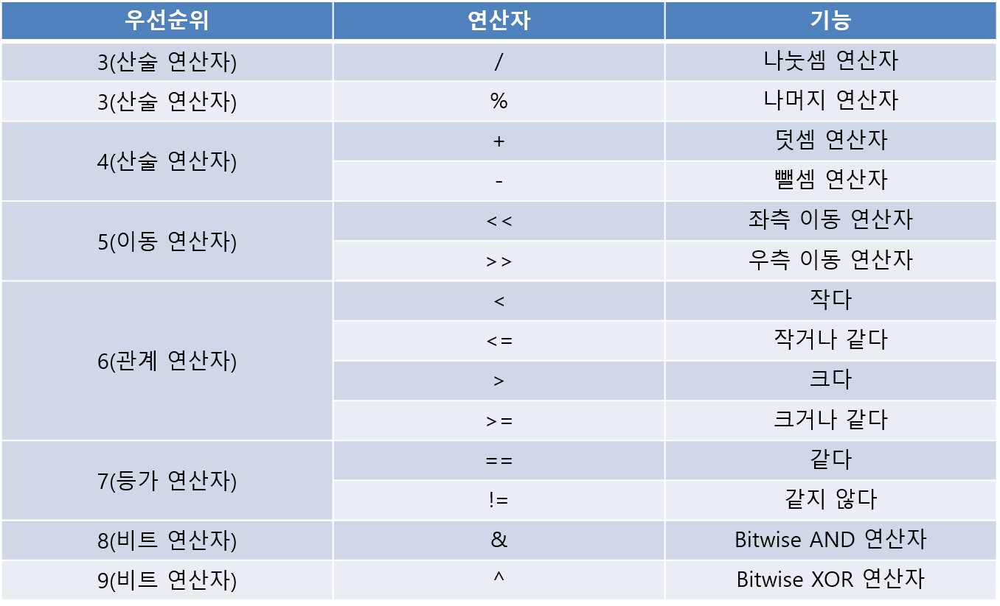 우선순위 연산자 기능
3(산술 연산자) / 나눗셈 연산자
3(산술 연산자) % 나머지 연산자
4(산술 연산자) + 덧셈 연산자
- 뺄셈 연산자
5(이동 연산자) << 좌측 이동 연산자
>> 우측 이동 연산자
6(관계 연산자) < 작다
<= 작거나 같다
> 크다
>= 크거나 같다
7(등가 연산자) == 같다
!= 같지 않다
8(비트 연산자) & Bitwise AND 연산자
9(비트 연산자) ^ Bitwise XOR 연산자